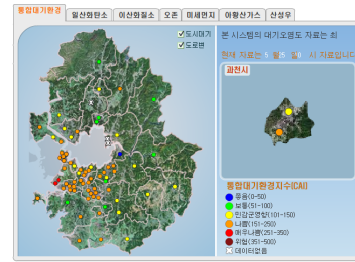 통합대기환경 일산화탄소 이산화질소 오존 미세먼지 아황산가스 산성우
도시대기
도로변
본 시스템의 대기오염도 자료는 최
현재 자료는 5 월 시 자료입니다
과천시
통합대기환경지수(CAI)
좋음(0-50)
보통(51-100)
민감군영향(101-150)
나쁨(151-250)
매우나쁨(251-350)
위험(351-500)
데이터없음